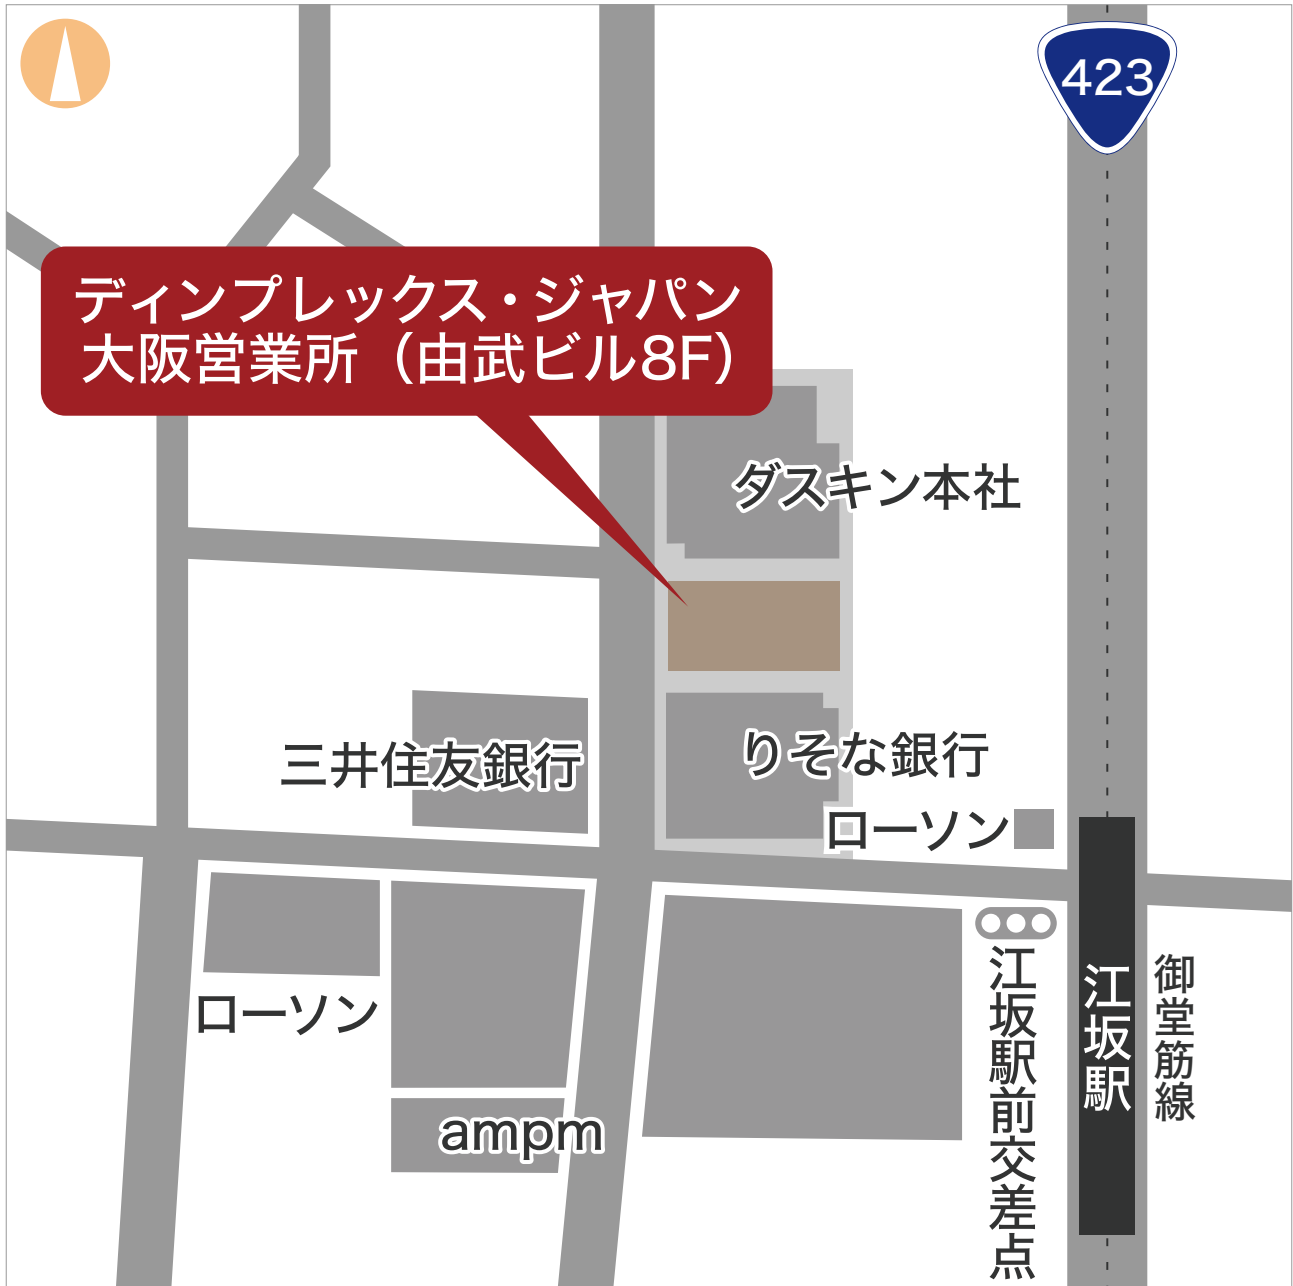 423
ディンプレックス・ジャパン
大阪営業所（由武ビル8F）
ダスキン本社
三井住友銀行
りそな銀行
ローソン
ローソン
ampm
江坂駅前交差点
江坂駅
御堂筋線